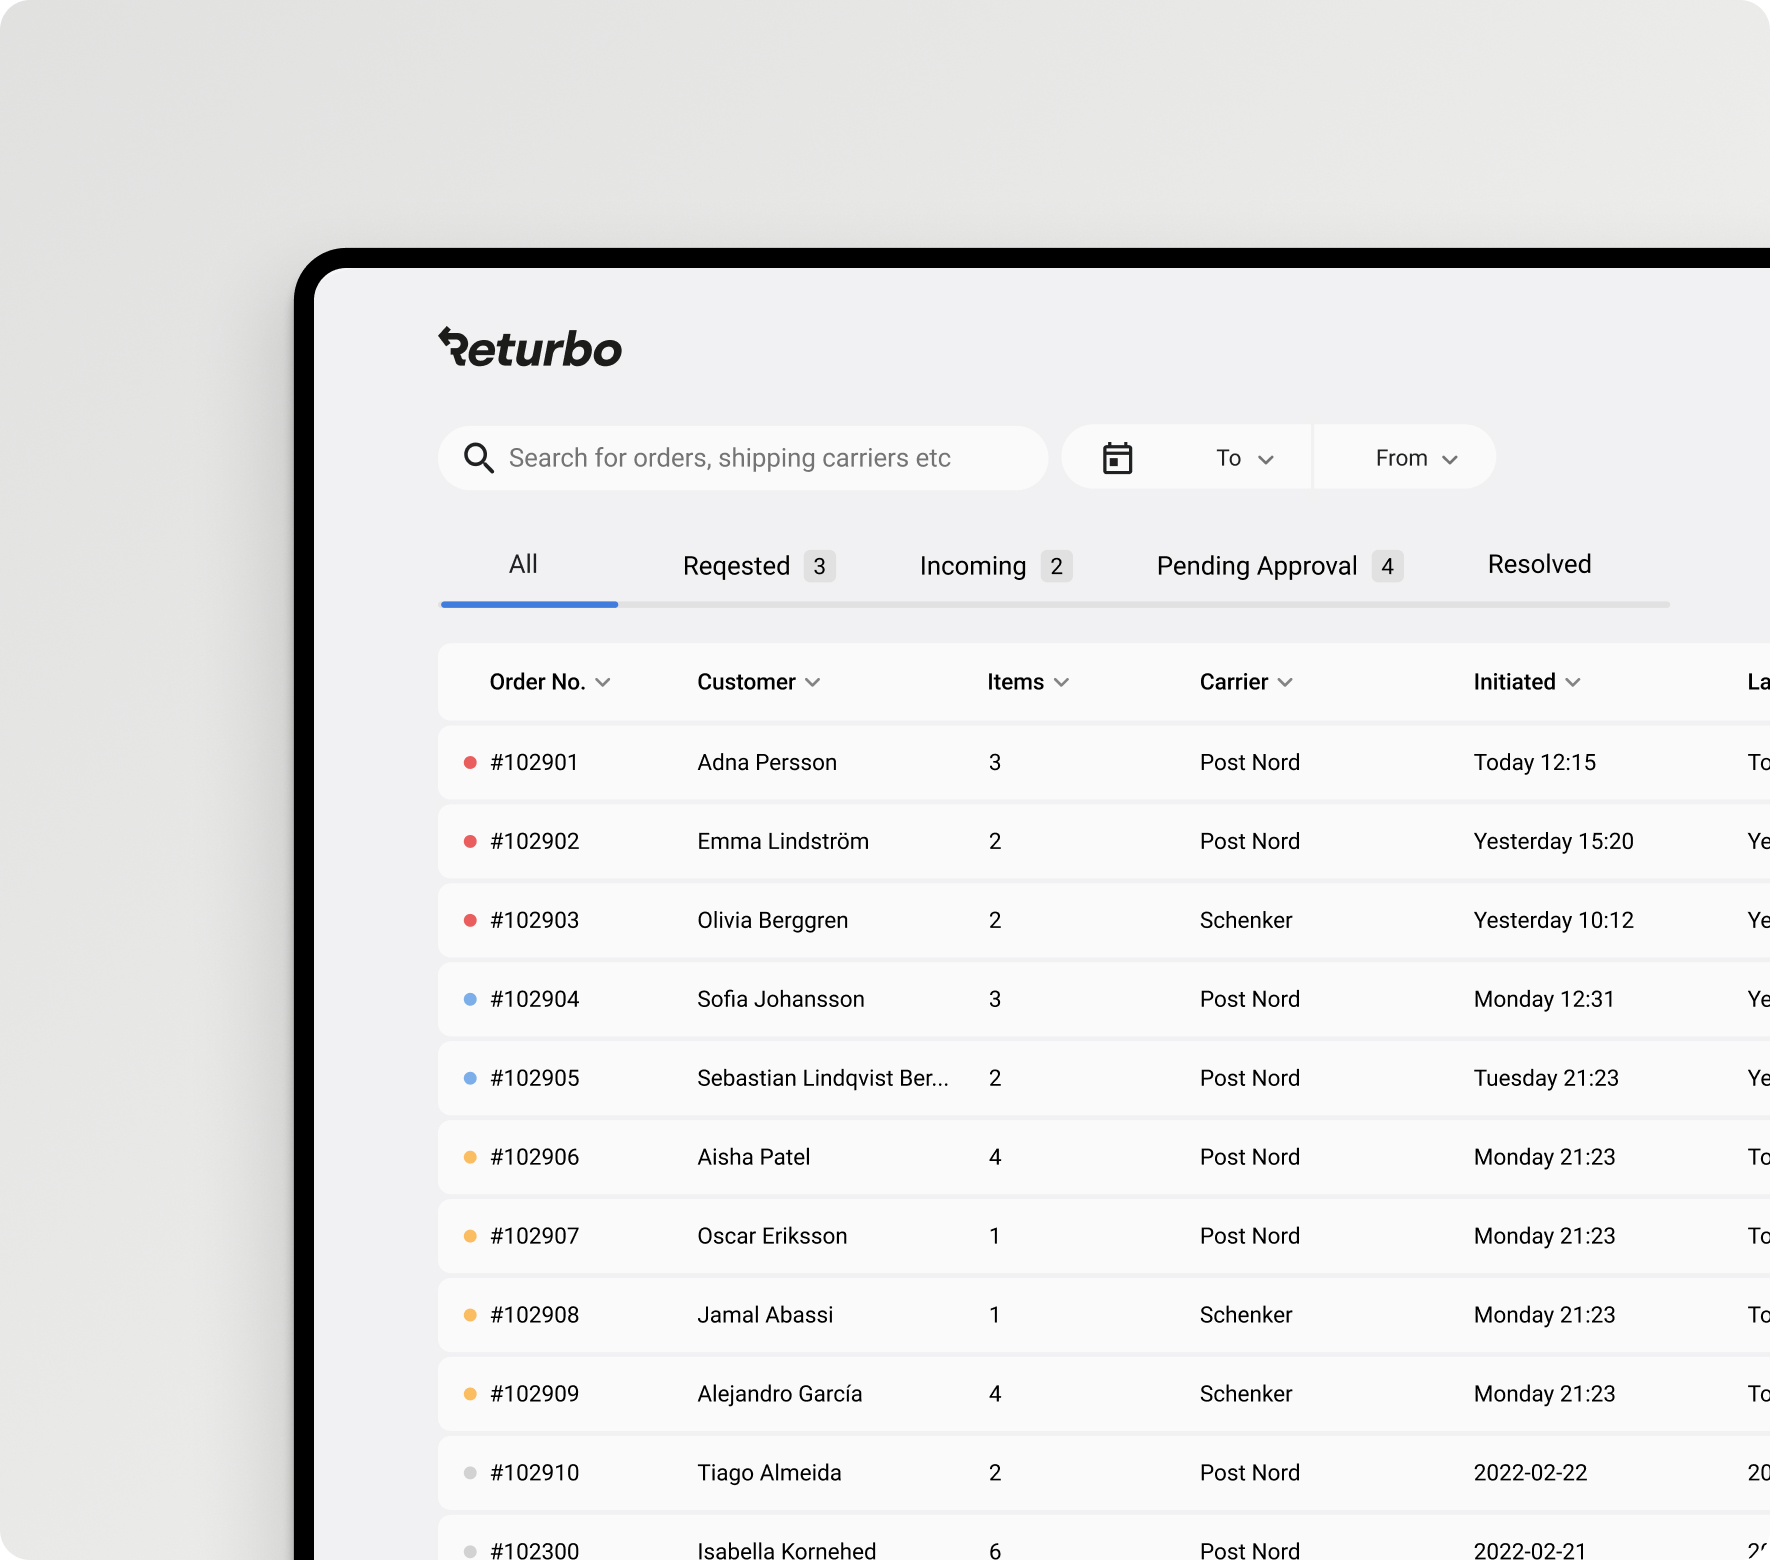 Returbo
Search for orders, shipping carriers etc To From
All Reqested 3 Incoming 2 Pending Approval 4 Resolved
Order No. Customer Items Carrier Initiated La
#102901 Adna Persson 3 Post Nord Today 12:15 To
#102902 Emma Lindström 2 Post Nord Yesterday 15:20 Ye
#102903 Olivia Berggren 2 Schenker Yesterday 10:12 Ye
#102904 Sofia Johansson 3 Post Nord Monday 12:31 Ye
#102905 Sebastian Lindqvist Ber... 2 Post Nord Tuesday 21:23 Ye
#102906 Aisha Patel 4 Post Nord Monday 21:23 To
#102907 Oscar Eriksson 1 Post Nord Monday 21:23 To
#102908 Jamal Abassi 1 Schenker Monday 21:23 To
#102909 Alejandro García 4 Schenker Monday 21:23 To
#102910 Tiago Almeida 2 Post Nord 2022-02-22 20
#102300 Isabella Kornehed 6 Post Nord 2022-02-21